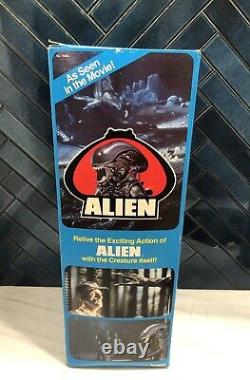 As Seen
in the Movie!
ALIEN
Relive the Exciting Action of
ALIEN
with the Creature itself!